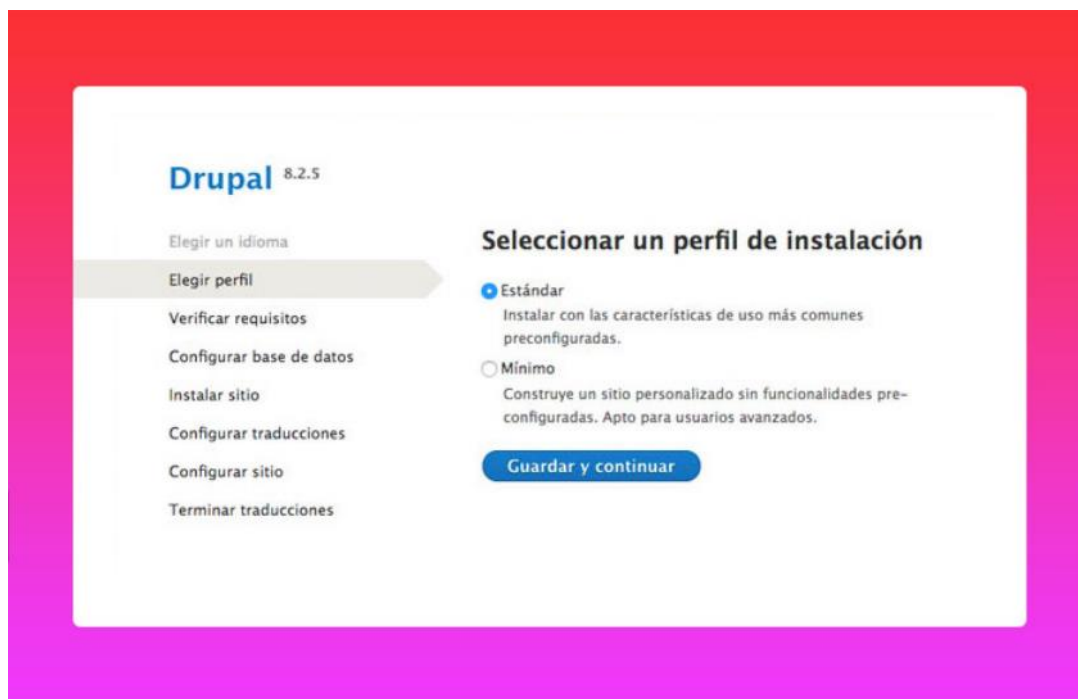 Drupal 8.2.5
Elegir un idioma
Elegir perfil
Verificar requisitos
Configurar base de datos
Instalar sitio
Configurar traducciones
Configurar sitio
Terminar traducciones
Seleccionar un perfil de instalación
Estándar
Instalar con las características de uso más comunes
preconfiguradas.
Mínimo
Construye un sitio personalizado sin funcionalidades pre-
configuradas. Apto para usuarios avanzados.
Guardar y continuar